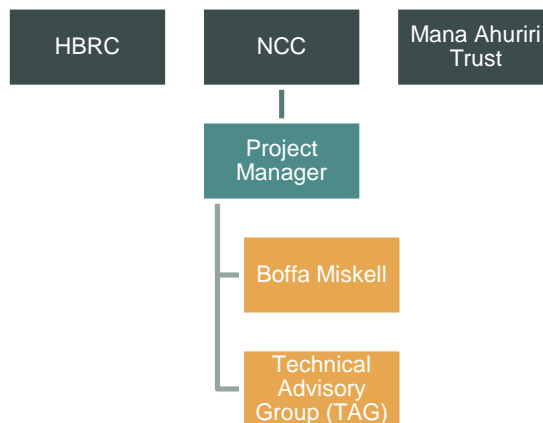 HBRC
NCC
Mana Ahuriri
Trust
Project
Manager
Boffa Miskell
Technical
Advisory
Group (TAG)